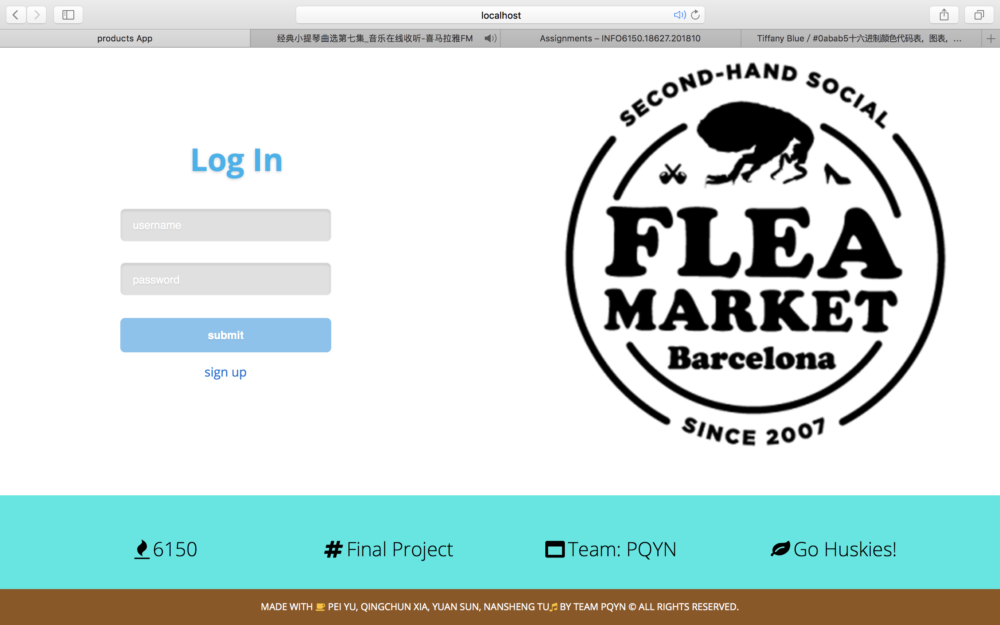 localhost
products App
经典小提琴曲选第七集_音乐在线收听-喜马拉雅FM
Assignments – INFO6150.18627.201810
Tiffany Blue / #0abab5十六进制颜色代码表，图表，...
Log In
username
password
submit
sign up
SECOND-HAND SOCIAL
FLEA
MARKET
Barcelona
SINCE 2007
6150
Final Project
Team: PQYN
Go Huskies!
MADE WITH PEI YU, QINGCHUN XIA, YUAN SUN, NANSHENG TU BY TEAM PQYN © ALL RIGHTS RESERVED.